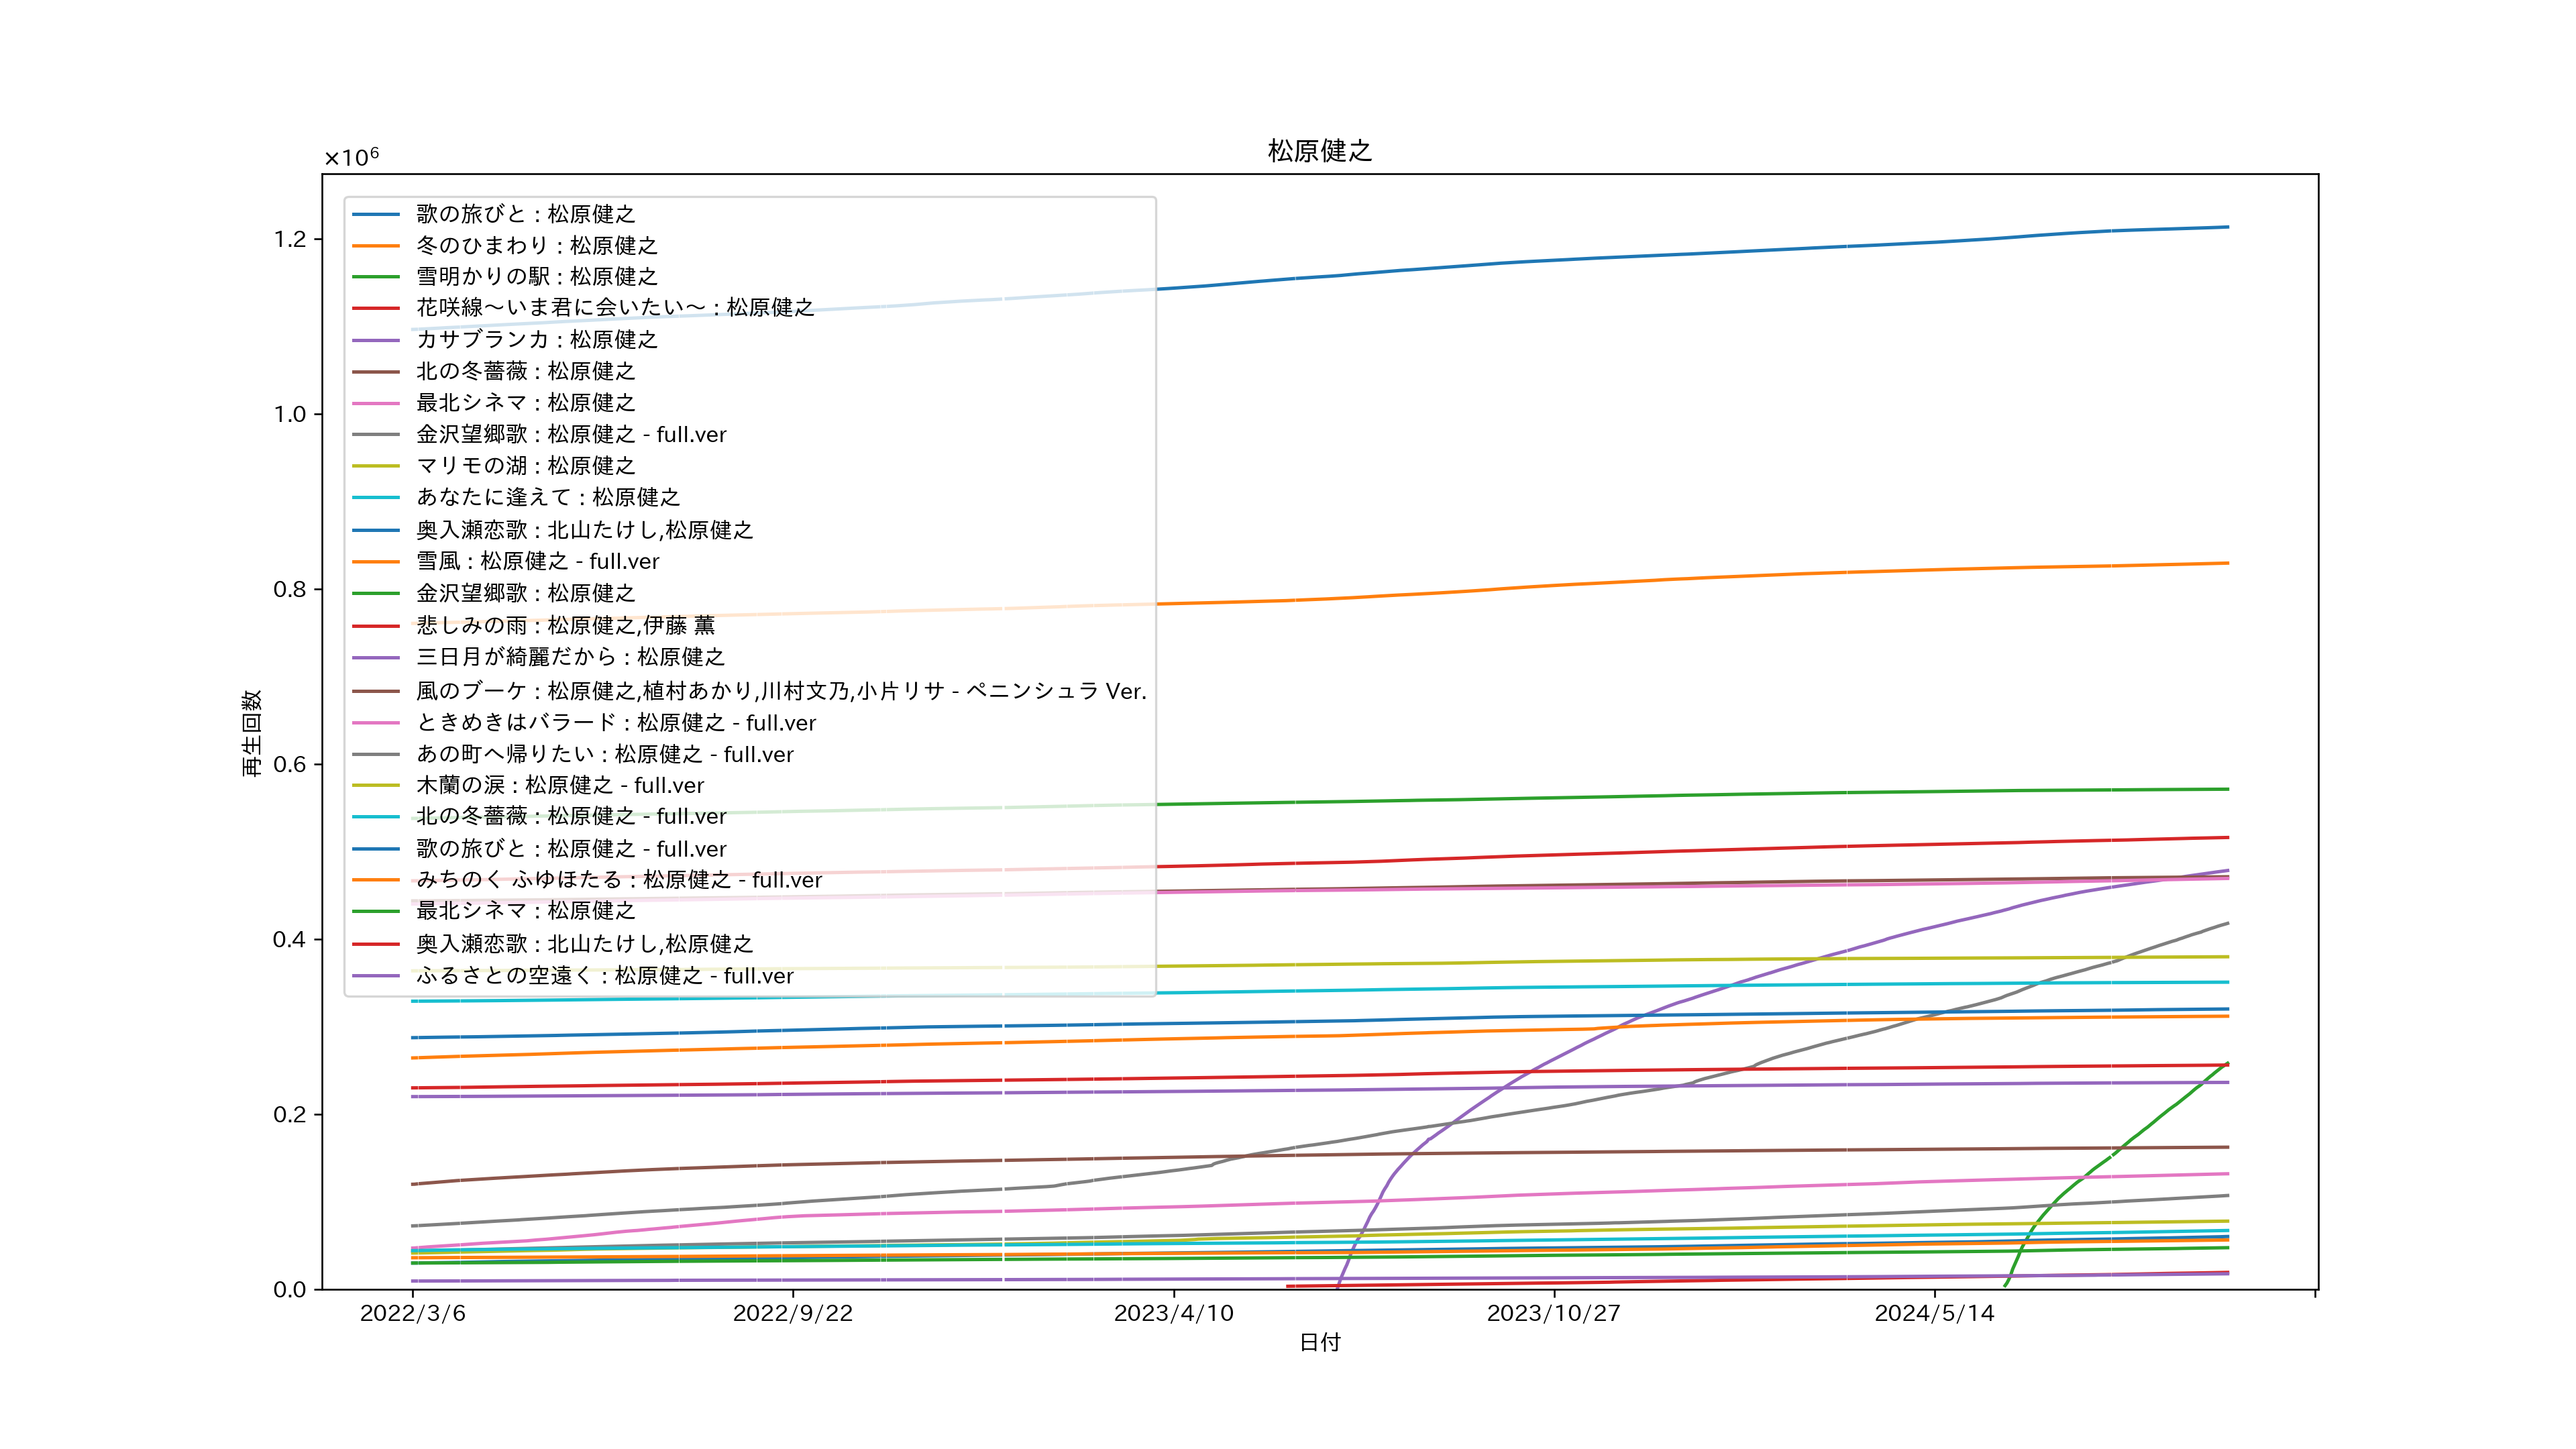 松原健之
×10⁶
1.2
1.0
0.8
0.6
0.4
0.2
0.0
再生回数
歌の旅びと : 松原健之
冬のひまわり : 松原健之
雪明かりの駅 : 松原健之
花咲線～いま君に会いたい～ : 松原健之
カサブランカ : 松原健之
北の冬薔薇 : 松原健之
最北シネマ : 松原健之
金沢望郷歌 : 松原健之 - full.ver
マリモの湖 : 松原健之
あなたに逢えて : 松原健之
奥入瀬恋歌 : 北山たけし,松原健之
雪風 : 松原健之 - full.ver
金沢望郷歌 : 松原健之
悲しみの雨 : 松原健之,伊藤 薫
三日月が綺麗だから : 松原健之
風のブーケ : 松原健之,植村あかり,川村文乃,小片リサ - ペニンシュラ Ver.
ときめきはバラード : 松原健之 - full.ver
あの町へ帰りたい : 松原健之 - full.ver
木蘭の涙 : 松原健之 - full.ver
北の冬薔薇 : 松原健之 - full.ver
歌の旅びと : 松原健之 - full.ver
みちのく ふゆほたる : 松原健之 - full.ver
最北シネマ : 松原健之
奥入瀬恋歌 : 北山たけし,松原健之
ふるさとの空遠く : 松原健之 - full.ver
2022/3/6
2022/9/22
2023/4/10
2023/10/27
2024/5/14
日付